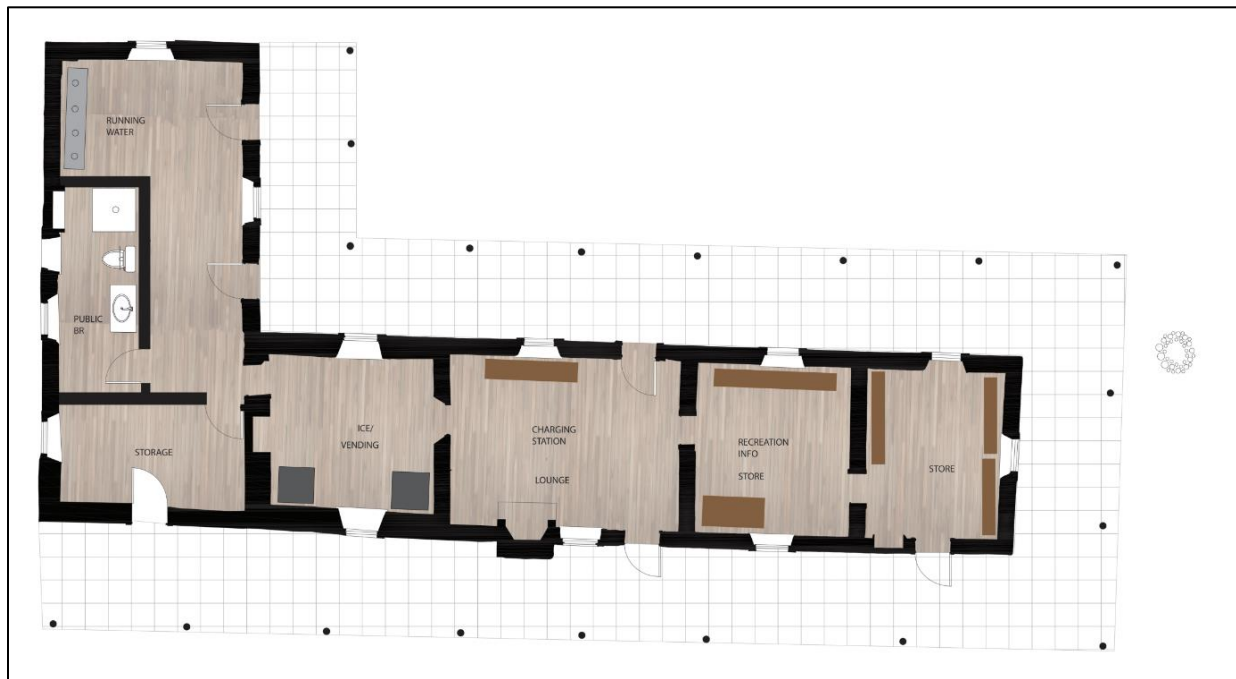 RUNNING
WATER
PUBLIC
BR
STORAGE
ICE/
VENDING
CHARGING
STATION
LOUNGE
RECREATION
INFO
STORE
STORE